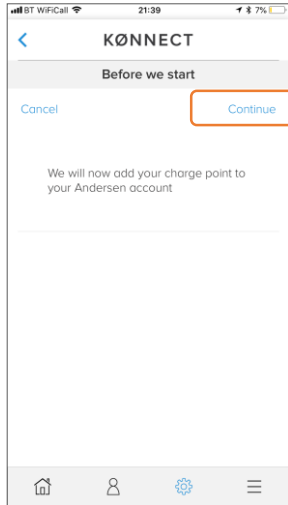 BT WiFiCall 21:39 7%
KØNNECT
Before we start
Cancel Continue
We will now add your charge point to
your Andersen account